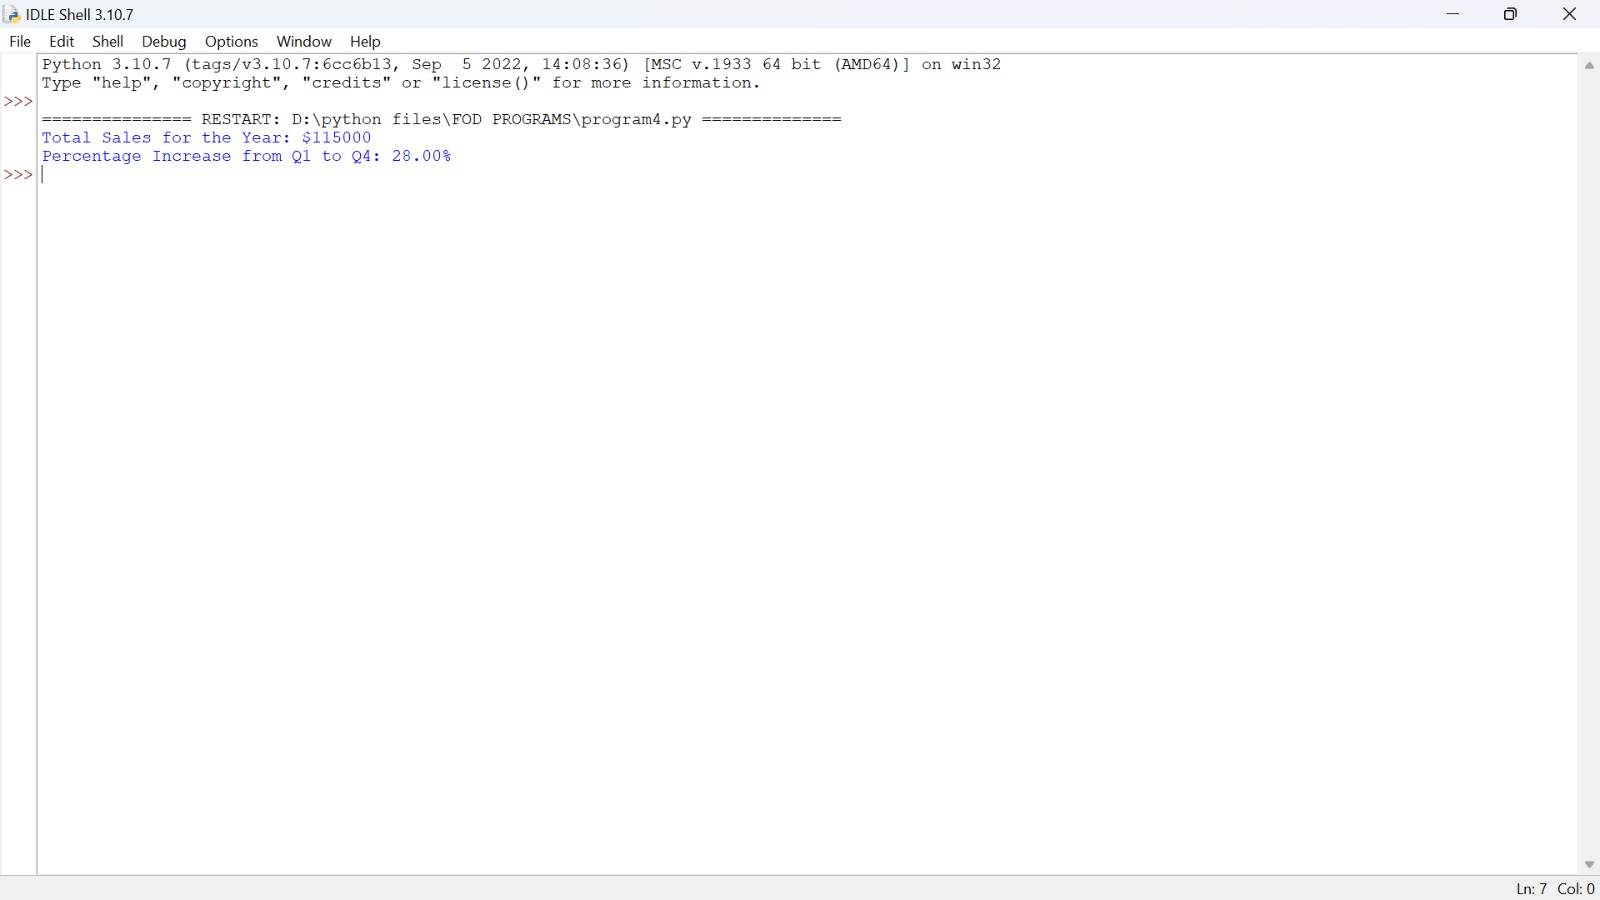 IDLE Shell 3.10.7
File Edit Shell Debug Options Window Help
Python 3.10.7 (tags/v3.10.7:6cc6b13, Sep  5 2022, 14:08:36) [MSC v.1933 64 bit (AMD64)] on win32
Type "help", "copyright", "credits" or "license()" for more information.
>>>
=============== RESTART: D:\python files\FOD PROGRAMS\program4.py ==============
Total Sales for the Year: $115000
Percentage Increase from Q1 to Q4: 28.00%
>>>
Ln: 7 Col: 0